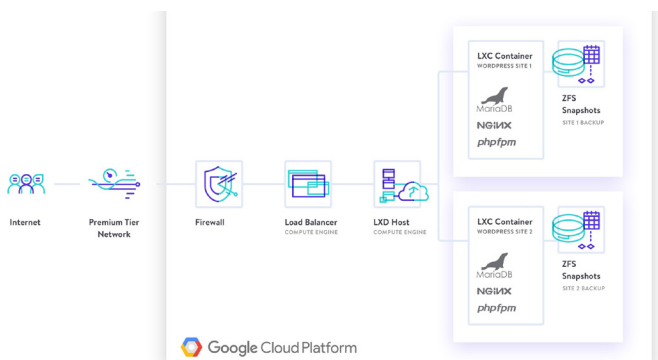 Internet
Premium Tier
Network
Firewall
Load Balancer
COMPUTE ENGINE
LXD Host
COMPUTE ENGINE
LXC Container
WORDPRESS SITE 1
MariaDB
NGINX
phpfpm
ZFS
Snapshots
SITE 1 BACKUP
LXC Container
WORDPRESS SITE 2
MariaDB
NGINX
phpfpm
ZFS
Snapshots
SITE 2 BACKUP
Google Cloud Platform